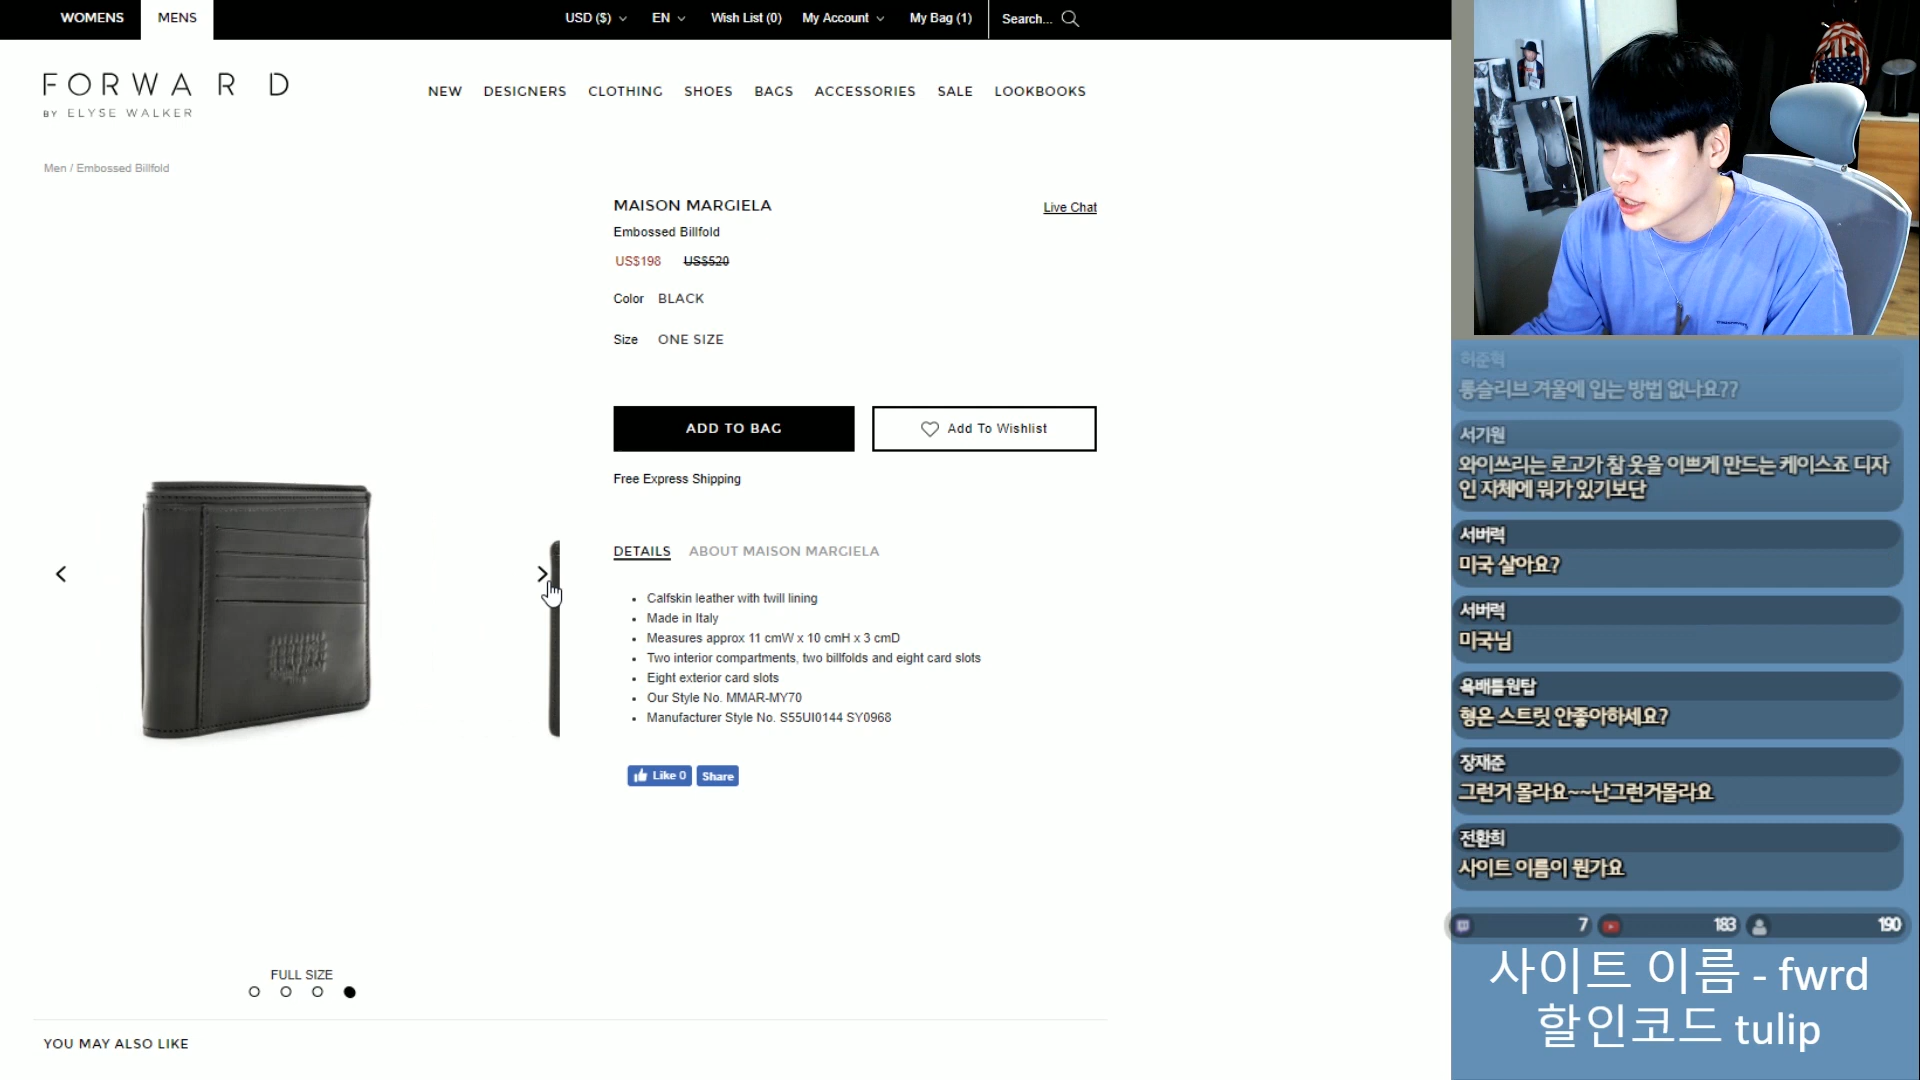 WOMENS
MENS
USD ($)
EN
Wish List (0)
My Account
My Bag (1)
Search...
FORWARD
BY ELYSE WALKER
NEW
DESIGNERS
CLOTHING
SHOES
BAGS
ACCESSORIES
SALE
LOOKBOOKS
Men / Embossed Billfold
MAISON MARGIELA
Live Chat
Embossed Billfold
US$198 US$520
Color BLACK
Size ONE SIZE
ADD TO BAG
Add To Wishlist
Free Express Shipping
DETAILS
ABOUT MAISON MARGIELA
Calfskin leather with twill lining
Made in Italy
Measures approx 11 cmW x 10 cmH x 3 cmD
Two interior compartments, two billfolds and eight card slots
Eight exterior card slots
Our Style No. MMAR-MY70
Manufacturer Style No. S55UI0144 SY0968
Like 0
Share
FULL SIZE
YOU MAY ALSO LIKE
허준혁
롱슬리브 겨울에 입는 방법 없나요??
서기원
와이쓰리는 로고가 참 옷을 이쁘게 만드는 케이스죠 디자
인 자체에 뭐가 있기보단
서버럭
미국 살아요?
서버럭
미국님
욕배틀원탑
형은 스트릿 안좋아하세요?
장재준
그런거 몰라요~~난그런거몰라요
전환희
사이트 이름이 뭔가요
7
183
190
사이트 이름 - fwrd
할인코드 tulip